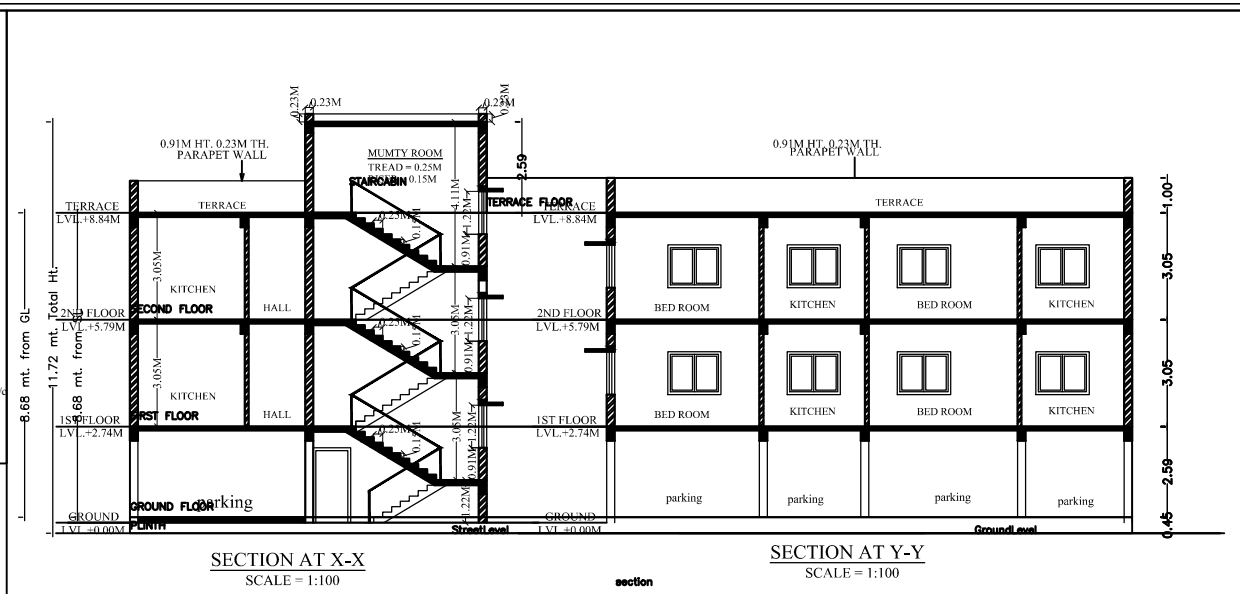 0.23M
0.23M
0.23M
0.23M
0.91M HT. 0.23M TH.
PARAPET WALL
MUMTY ROOM
TREAD = 0.25M
0.15M
STAIRCABIN
4.11M
2.59
0.91M HT. 0.23M TH.
PARAPET WALL
TERRACE
LVL.+8.84M
TERRACE
TERRACE FLOOR
TERRACE
LVL.+8.84M
TERRACE
1.00
0.23M
1.22M
0.91M
3.05M
KITCHEN
HALL
SECOND FLOOR
2ND FLOOR
LVL.+5.79M
2ND FLOOR
LVL.+5.79M
BED ROOM
KITCHEN
BED ROOM
KITCHEN
3.05
8.68 mt. from GL
11.72 mt. Total Ht.
0.23M
3.05M
1.22M
0.91M
3.05M
KITCHEN
HALL
FIRST FLOOR
1ST FLOOR
LVL.+2.74M
1ST FLOOR
LVL.+2.74M
BED ROOM
KITCHEN
BED ROOM
KITCHEN
3.05
0.23M
3.05M
1.22M
0.91M
1.22M
parking
GROUND FLOOR
GROUND
LVL.+0.00M
PLINTH
StreetLevel
GROUND
LVL.+0.00M
parking
parking
parking
parking
GroundLevel
2.59
0.45
SECTION AT X-X
SCALE = 1:100
SECTION AT Y-Y
SCALE = 1:100
section